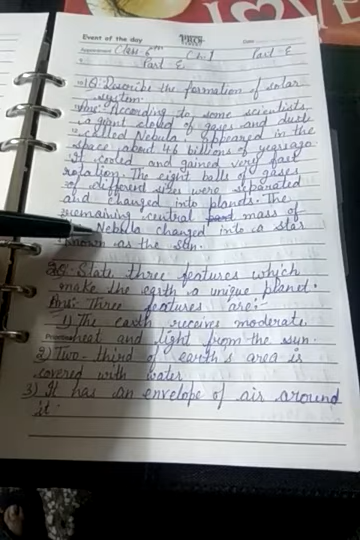 LOVE
Event of the day
Date
Appointment Class - 6th Ch 1 Part - E
Part E
1Q: Describe the formation of solar
system.
Ans: According to some scientists
a giant cloud of gases and dust
called Nebula, appeared in the
space about 4.6 billions of years ago.
It cooled and gained very fast
rotation. The eight balls of gases
of different sizes were separated
and changed into planets. The
remaining central part mass of
Nebula changed into a star
known as the sun.
2Q: State three features which
make the earth a unique planet.
Ans: Three features are:-
1) The earth receives moderate
heat and light from the sun.
2) Two-third of earth's area is
covered with water
3) It has an envelope of air around
it.